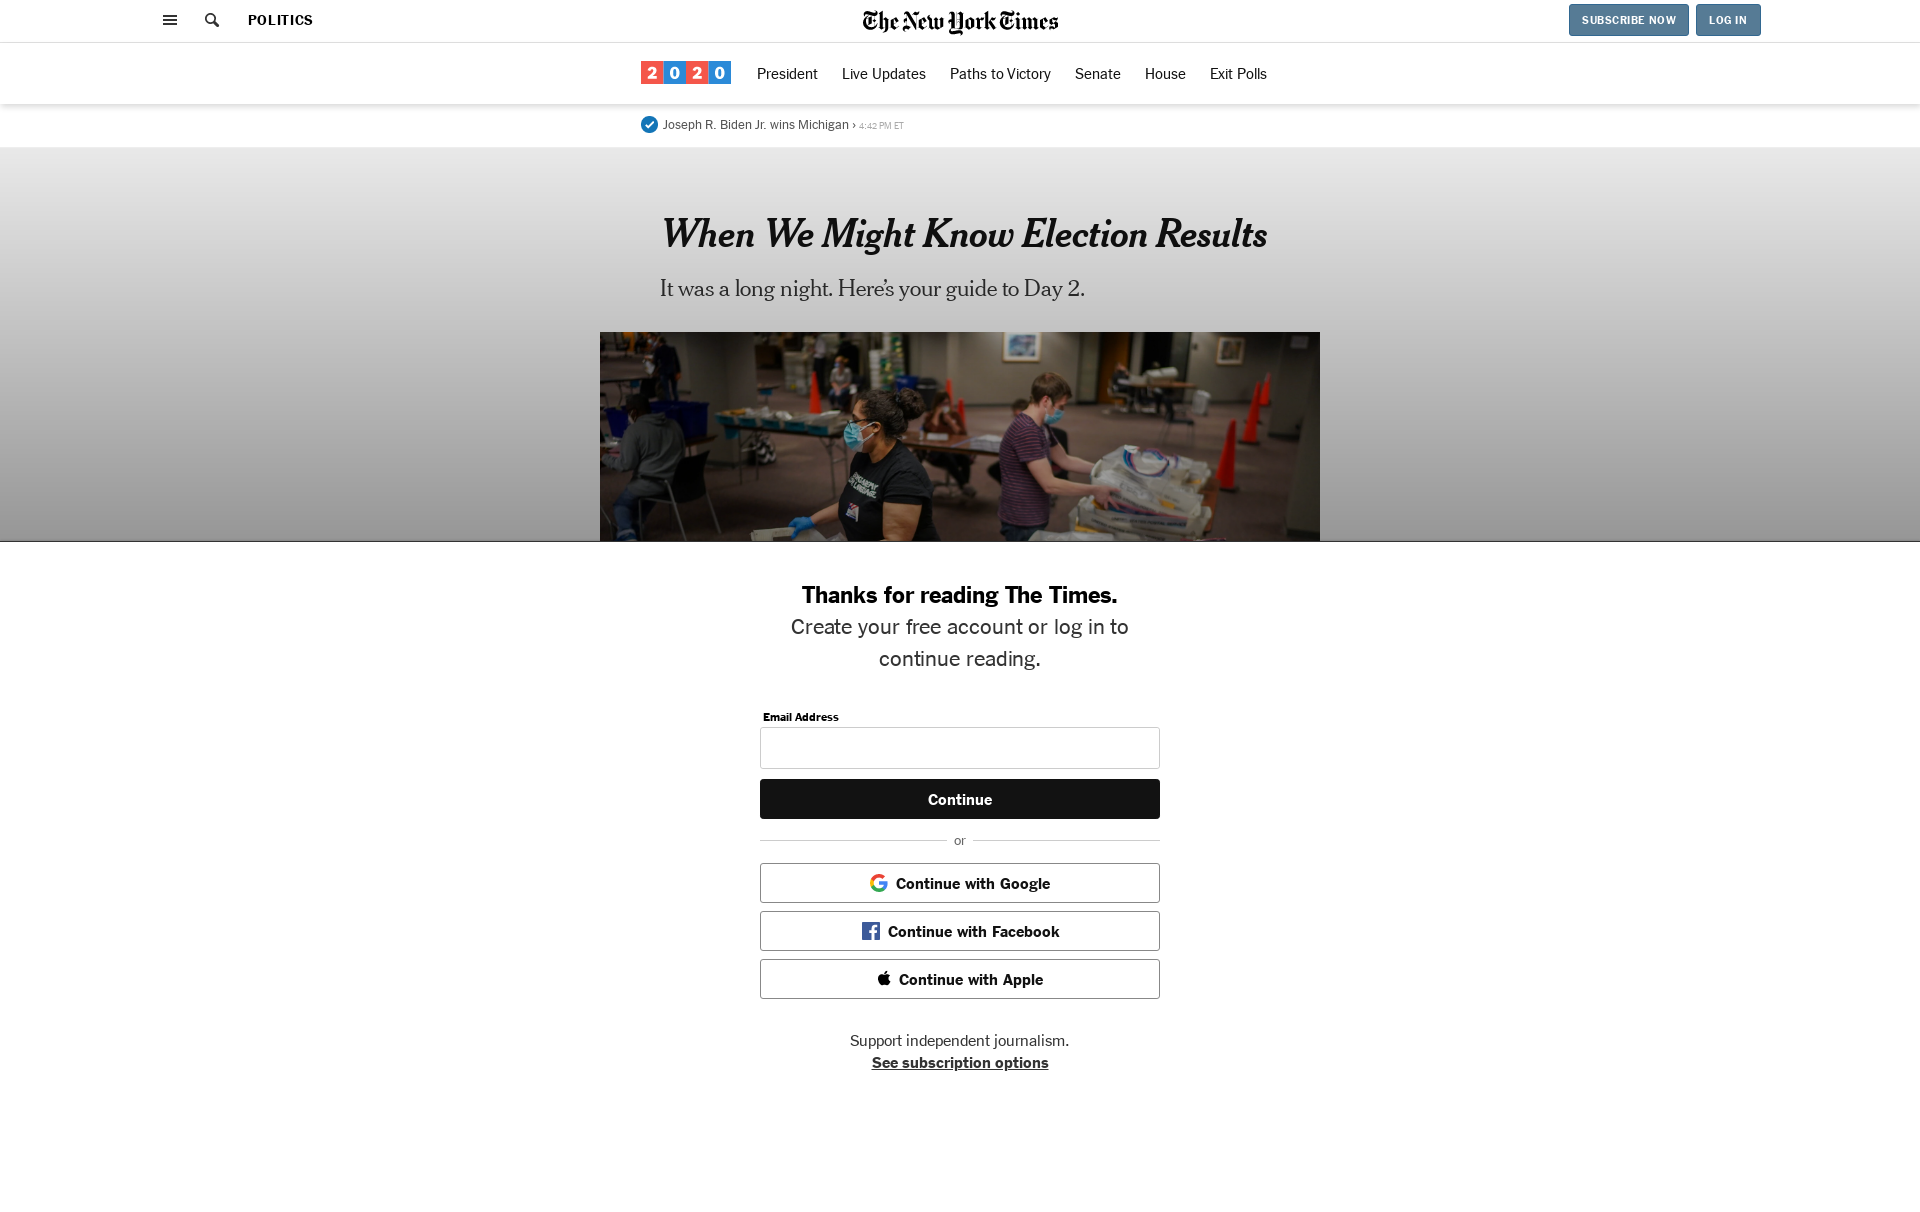 POLITICS
The New York Times
SUBSCRIBE NOW
LOG IN
2020
President
Live Updates
Paths to Victory
Senate
House
Exit Polls
Joseph R. Biden Jr. wins Michigan › 4:42 PM ET
When We Might Know Election Results
It was a long night. Here’s your guide to Day 2.
Thanks for reading The Times.
Create your free account or log in to
continue reading.
Email Address
Continue
or
Continue with Google
Continue with Facebook
Continue with Apple
Support independent journalism.
See subscription options